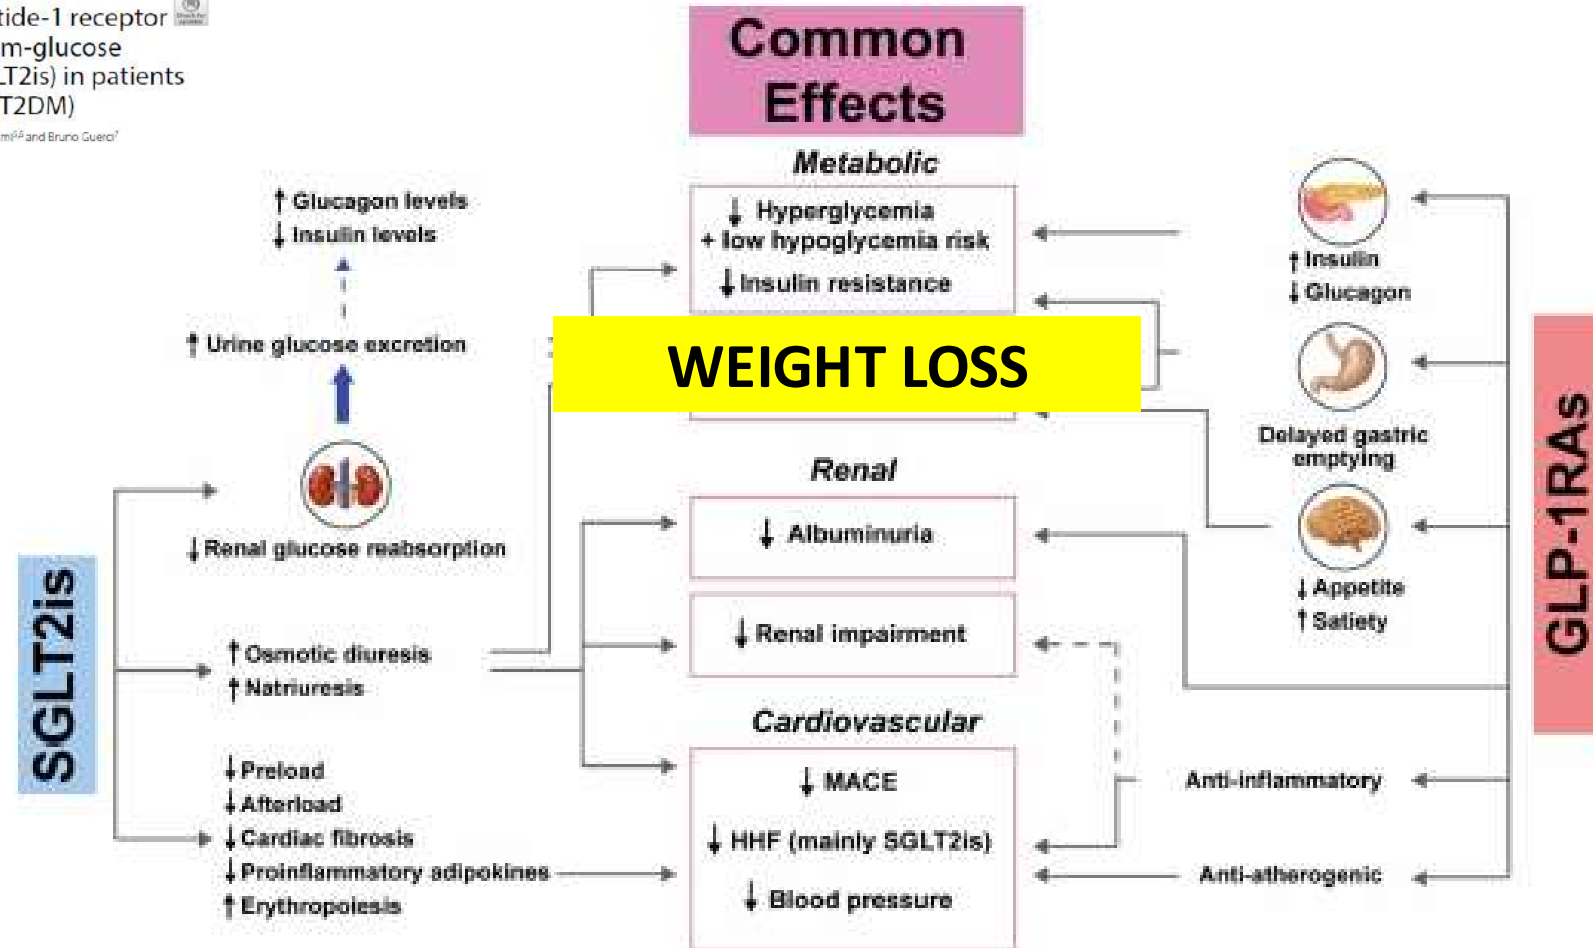 tide-1 receptor
m-glucose
LT2is) in patients
T2DM)
and Bruno Guerci
Common
Effects
Metabolic
↓ Hyperglycemia
+ low hypoglycemia risk
↓ Insulin resistance
WEIGHT LOSS
Renal
↓ Albuminuria
↓ Renal impairment
Cardiovascular
↓ MACE
↓ HHF (mainly SGLT2is)
↓ Blood pressure
SGLT2is
↑ Glucagon levels
↓ Insulin levels
↑ Urine glucose excretion
↓ Renal glucose reabsorption
↑ Osmotic diuresis
↑ Natriuresis
↓ Preload
↓ Afterload
↓ Cardiac fibrosis
↓ Proinflammatory adipokines
↑ Erythropoiesis
GLP-1RAs
↑ Insulin
↓ Glucagon
Delayed gastric
emptying
↓ Appetite
↑ Satiety
Anti-inflammatory
Anti-atherogenic